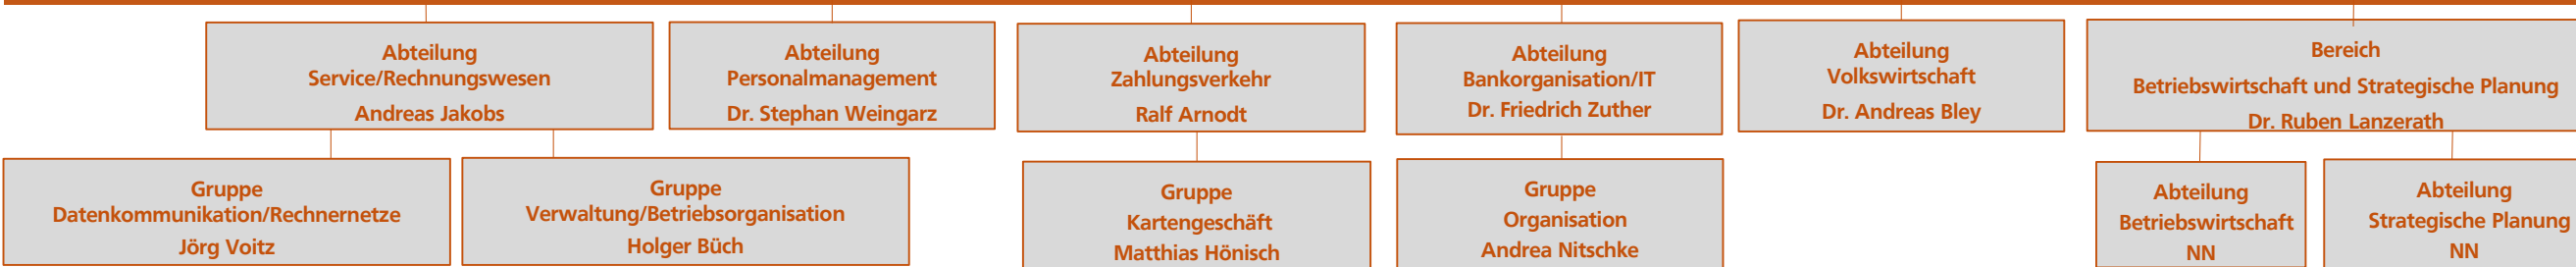 Abteilung
Service/Rechnungswesen
Andreas Jakobs
Abteilung
Personalmanagement
Dr. Stephan Weingarz
Abteilung
Zahlungsverkehr
Ralf Arnodt
Abteilung
Bankorganisation/IT
Dr. Friedrich Zuther
Abteilung
Volkswirtschaft
Dr. Andreas Bley
Bereich
Betriebswirtschaft und Strategische Planung
Dr. Ruben Lanzerath
Gruppe
Datenkommunikation/Rechnernetze
Jörg Voitz
Gruppe
Verwaltung/Betriebsorganisation
Holger Büch
Gruppe
Kartengeschäft
Matthias Hönisch
Gruppe
Organisation
Andrea Nitschke
Abteilung
Betriebswirtschaft
NN
Abteilung
Strategische Planung
NN